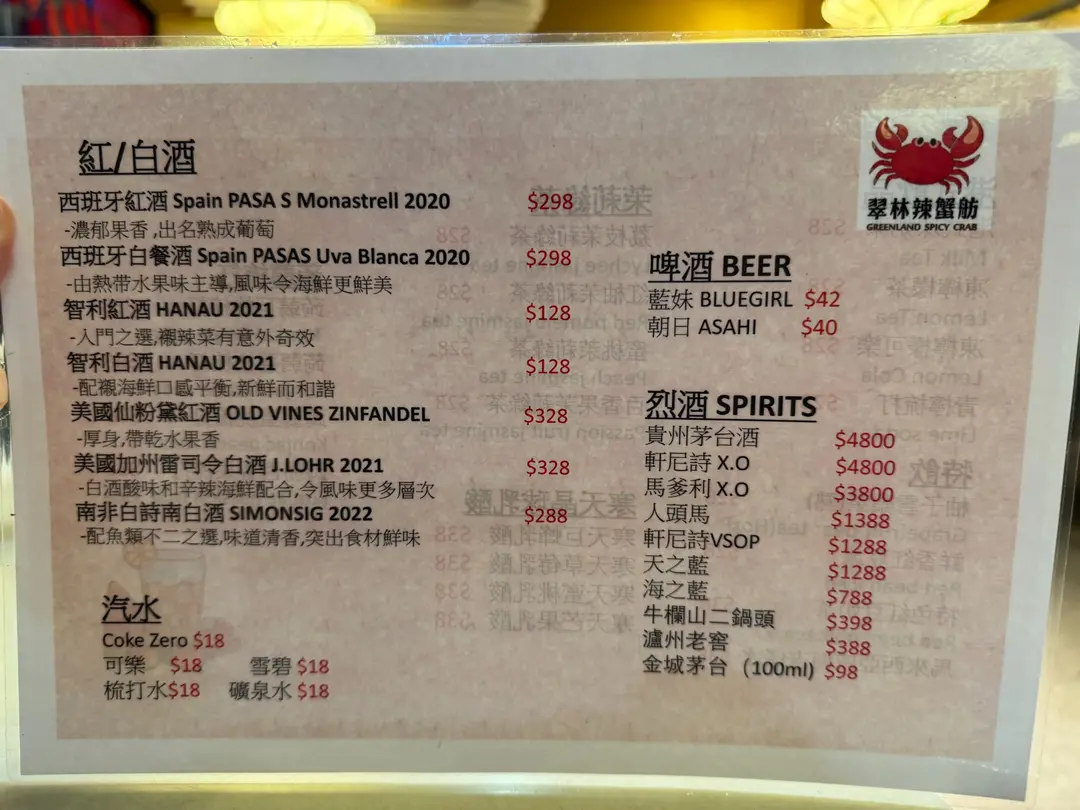 紅/白酒
西班牙紅酒 Spain PASA S Monastrell 2020 $298
-濃郁果香,出名熟成葡萄
西班牙白餐酒 Spain PASAS Uva Blanca 2020 $298
-由熱带水果味主導,風味令海鮮更鮮美
智利紅酒 HANAU 2021 $128
-入門之選,襯辣菜有意外奇效
智利白酒 HANAU 2021 $128
-配襯海鮮口感平衡,新鮮而和諧
美國仙粉黛紅酒 OLD VINES ZINFANDEL $328
-厚身,帶乾水果香
美國加州雷司令白酒 J.LOHR 2021 $328
-白酒酸味和辛辣海鮮配合,令風味更多層次
南非白詩南白酒 SIMONSIG 2022 $288
-配魚類不二之選,味道清香,突出食材鮮味
汽水
Coke Zero $18
可樂 $18 雪碧 $18
梳打水$18 礦泉水 $18
翠林辣蟹舫
GREENLAND SPICY CRAB
啤酒 BEER
藍妹 BLUEGIRL $42
朝日 ASAHI $40
烈酒 SPIRITS
貴州茅台酒 $4800
軒尼詩 X.O $4800
馬爹利 X.O $3800
人頭馬 $1388
軒尼詩VSOP $1288
天之藍 $1288
海之藍 $788
牛欄山二鍋頭 $398
瀘州老窖 $388
金城茅台 (100ml) $98